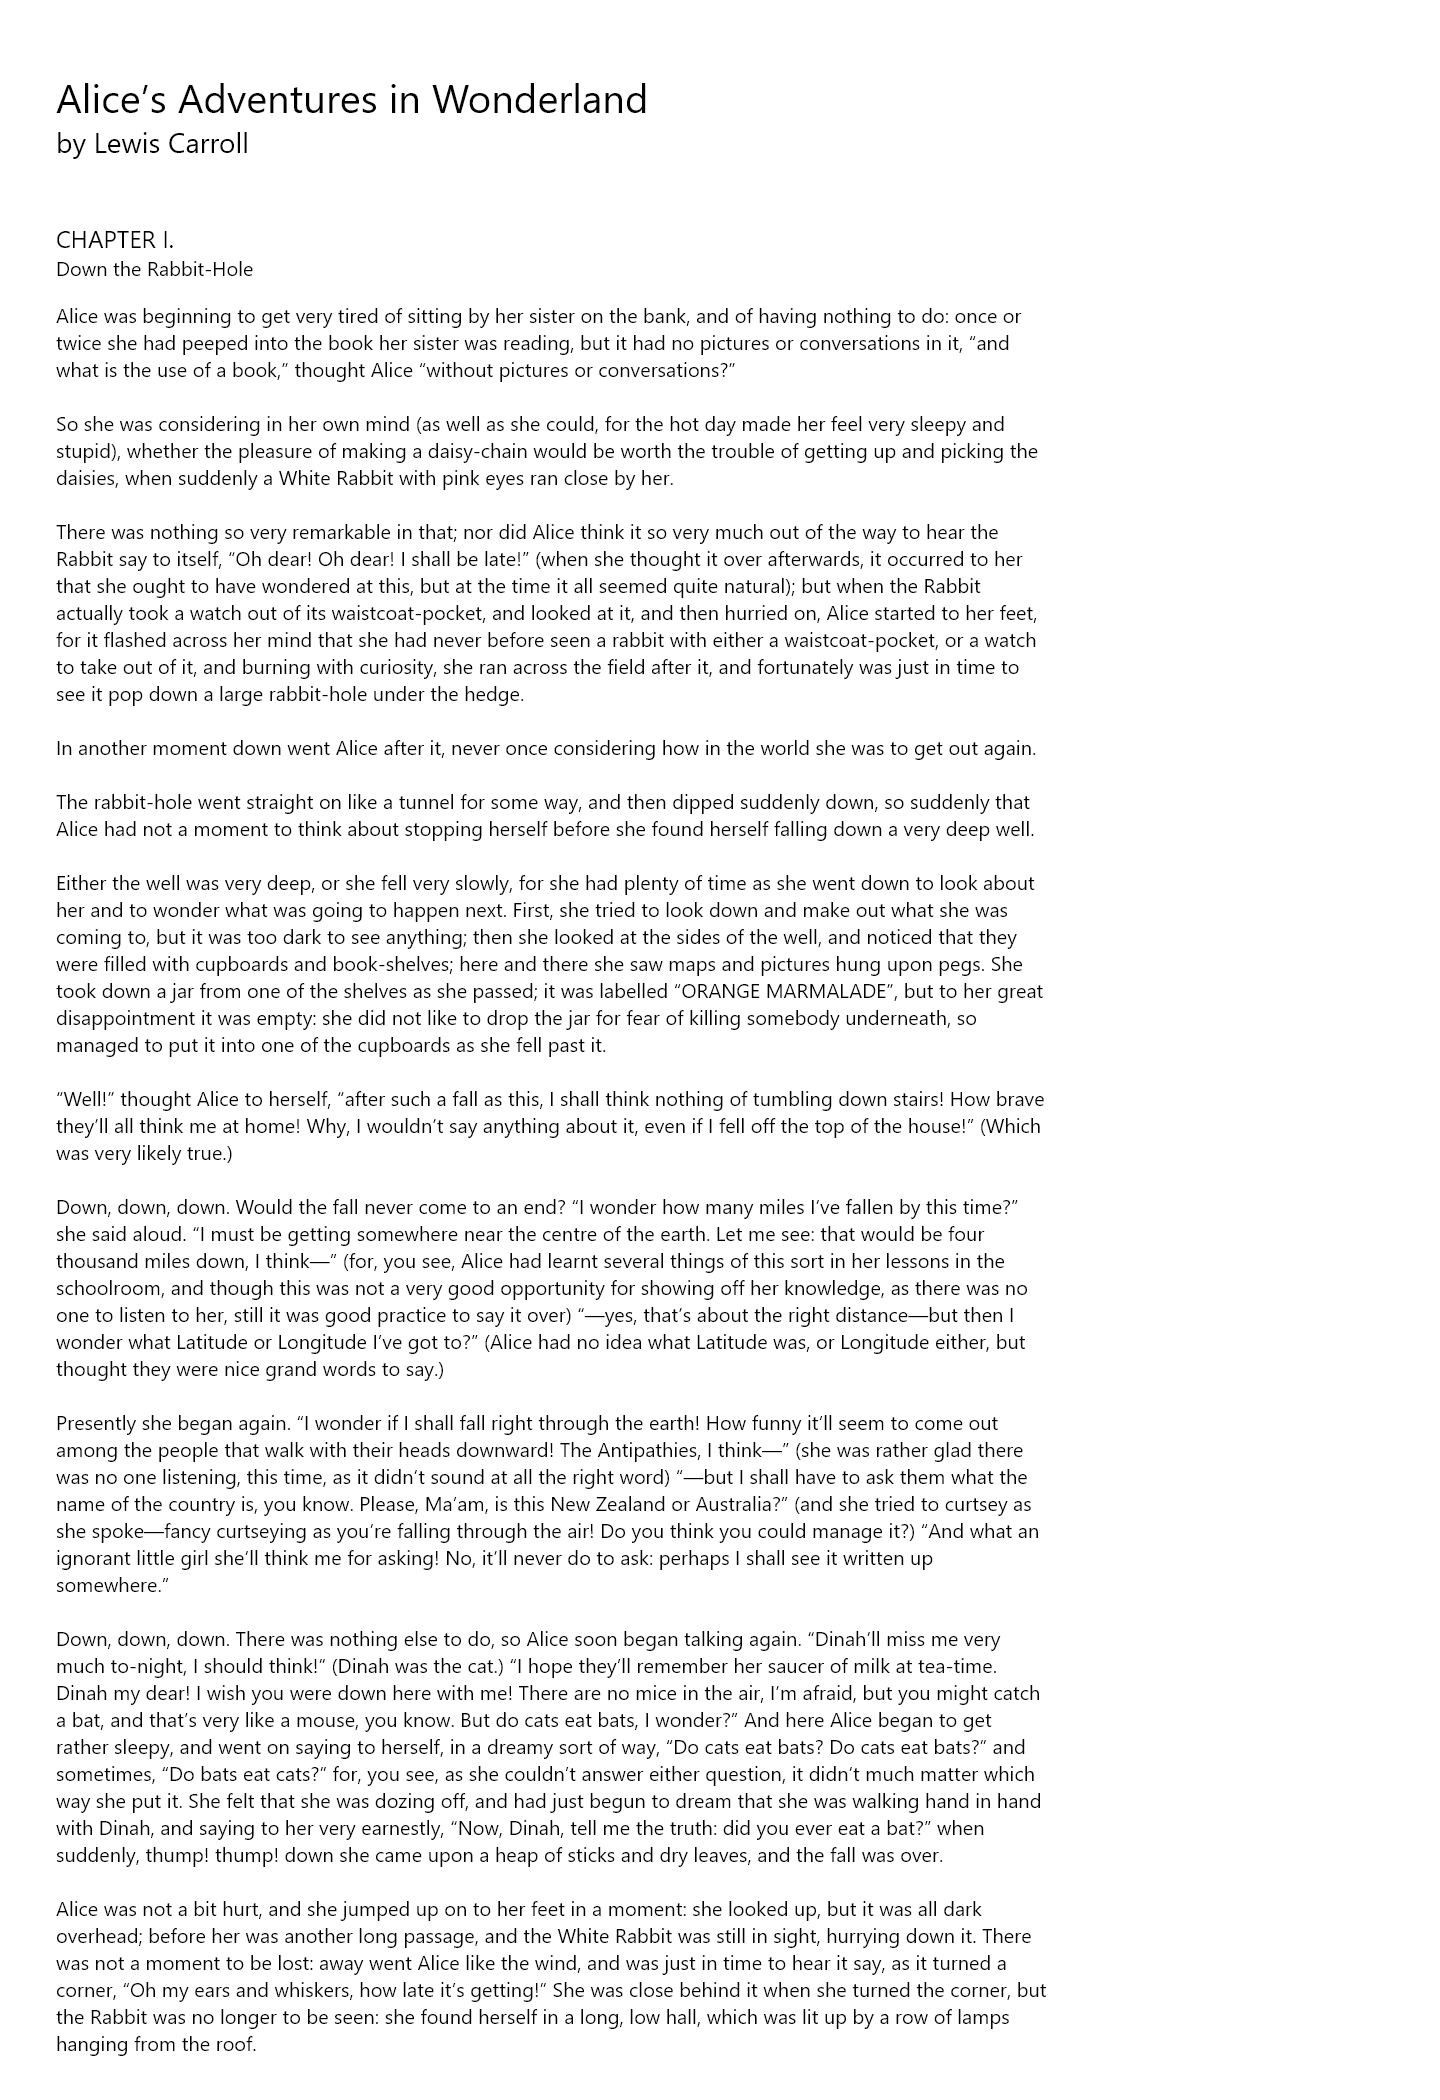 Alice’s Adventures in Wonderland
by Lewis Carroll
CHAPTER I.
Down the Rabbit-Hole
Alice was beginning to get very tired of sitting by her sister on the bank, and of having nothing to do: once or
twice she had peeped into the book her sister was reading, but it had no pictures or conversations in it, “and
what is the use of a book,” thought Alice “without pictures or conversations?”
So she was considering in her own mind (as well as she could, for the hot day made her feel very sleepy and
stupid), whether the pleasure of making a daisy-chain would be worth the trouble of getting up and picking the
daisies, when suddenly a White Rabbit with pink eyes ran close by her.
There was nothing so very remarkable in that; nor did Alice think it so very much out of the way to hear the
Rabbit say to itself, “Oh dear! Oh dear! I shall be late!” (when she thought it over afterwards, it occurred to her
that she ought to have wondered at this, but at the time it all seemed quite natural); but when the Rabbit
actually took a watch out of its waistcoat-pocket, and looked at it, and then hurried on, Alice started to her feet,
for it flashed across her mind that she had never before seen a rabbit with either a waistcoat-pocket, or a watch
to take out of it, and burning with curiosity, she ran across the field after it, and fortunately was just in time to
see it pop down a large rabbit-hole under the hedge.
In another moment down went Alice after it, never once considering how in the world she was to get out again.
The rabbit-hole went straight on like a tunnel for some way, and then dipped suddenly down, so suddenly that
Alice had not a moment to think about stopping herself before she found herself falling down a very deep well.
Either the well was very deep, or she fell very slowly, for she had plenty of time as she went down to look about
her and to wonder what was going to happen next. First, she tried to look down and make out what she was
coming to, but it was too dark to see anything; then she looked at the sides of the well, and noticed that they
were filled with cupboards and book-shelves; here and there she saw maps and pictures hung upon pegs. She
took down a jar from one of the shelves as she passed; it was labelled “ORANGE MARMALADE”, but to her great
disappointment it was empty: she did not like to drop the jar for fear of killing somebody underneath, so
managed to put it into one of the cupboards as she fell past it.
“Well!” thought Alice to herself, “after such a fall as this, I shall think nothing of tumbling down stairs! How brave
they’ll all think me at home! Why, I wouldn’t say anything about it, even if I fell off the top of the house!” (Which
was very likely true.)
Down, down, down. Would the fall never come to an end? “I wonder how many miles I’ve fallen by this time?”
she said aloud. “I must be getting somewhere near the centre of the earth. Let me see: that would be four
thousand miles down, I think—” (for, you see, Alice had learnt several things of this sort in her lessons in the
schoolroom, and though this was not a very good opportunity for showing off her knowledge, as there was no
one to listen to her, still it was good practice to say it over) “—yes, that’s about the right distance—but then I
wonder what Latitude or Longitude I’ve got to?” (Alice had no idea what Latitude was, or Longitude either, but
thought they were nice grand words to say.)
Presently she began again. “I wonder if I shall fall right through the earth! How funny it’ll seem to come out
among the people that walk with their heads downward! The Antipathies, I think—” (she was rather glad there
was no one listening, this time, as it didn’t sound at all the right word) “—but I shall have to ask them what the
name of the country is, you know. Please, Ma’am, is this New Zealand or Australia?” (and she tried to curtsey as
she spoke—fancy curtseying as you’re falling through the air! Do you think you could manage it?) “And what an
ignorant little girl she’ll think me for asking! No, it’ll never do to ask: perhaps I shall see it written up
somewhere.”
Down, down, down. There was nothing else to do, so Alice soon began talking again. “Dinah’ll miss me very
much to-night, I should think!” (Dinah was the cat.) “I hope they’ll remember her saucer of milk at tea-time.
Dinah my dear! I wish you were down here with me! There are no mice in the air, I’m afraid, but you might catch
a bat, and that’s very like a mouse, you know. But do cats eat bats, I wonder?” And here Alice began to get
rather sleepy, and went on saying to herself, in a dreamy sort of way, “Do cats eat bats? Do cats eat bats?” and
sometimes, “Do bats eat cats?” for, you see, as she couldn’t answer either question, it didn’t much matter which
way she put it. She felt that she was dozing off, and had just begun to dream that she was walking hand in hand
with Dinah, and saying to her very earnestly, “Now, Dinah, tell me the truth: did you ever eat a bat?” when
suddenly, thump! thump! down she came upon a heap of sticks and dry leaves, and the fall was over.
Alice was not a bit hurt, and she jumped up on to her feet in a moment: she looked up, but it was all dark
overhead; before her was another long passage, and the White Rabbit was still in sight, hurrying down it. There
was not a moment to be lost: away went Alice like the wind, and was just in time to hear it say, as it turned a
corner, “Oh my ears and whiskers, how late it’s getting!” She was close behind it when she turned the corner, but
the Rabbit was no longer to be seen: she found herself in a long, low hall, which was lit up by a row of lamps
hanging from the roof.